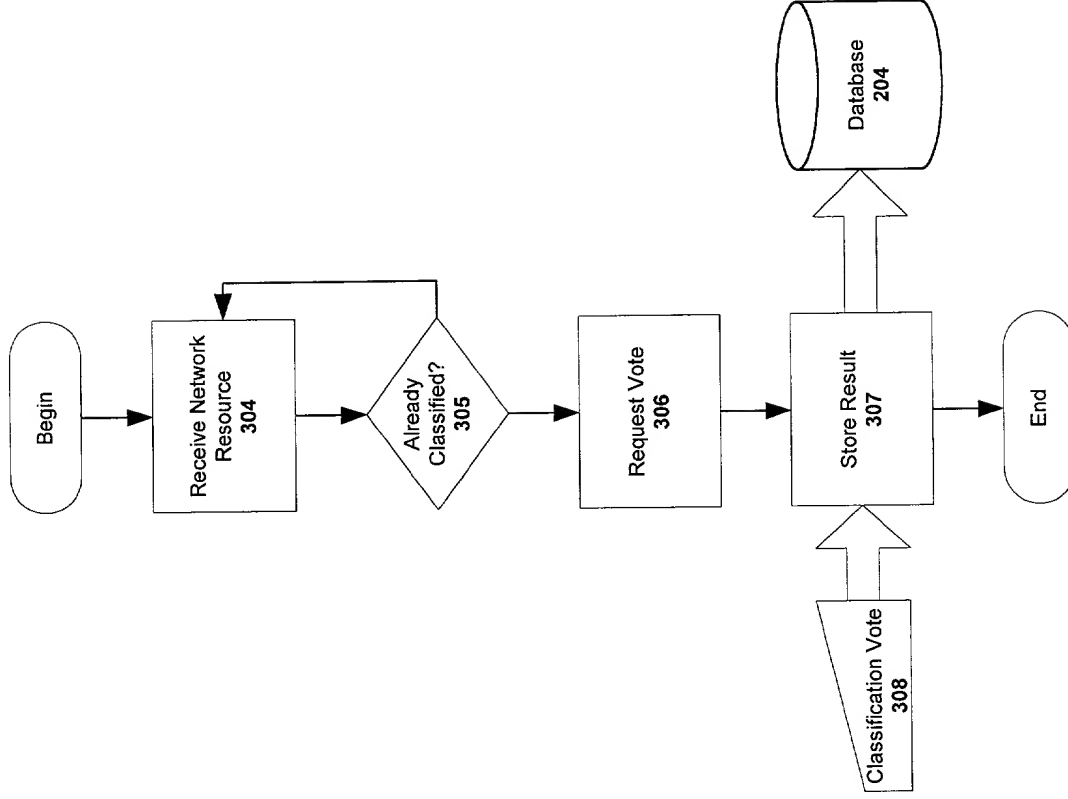 Begin
Receive Network
Resource
304
Already
Classified?
305
Request Vote
306
Classification Vote
308
Store Result
307
Database
204
End